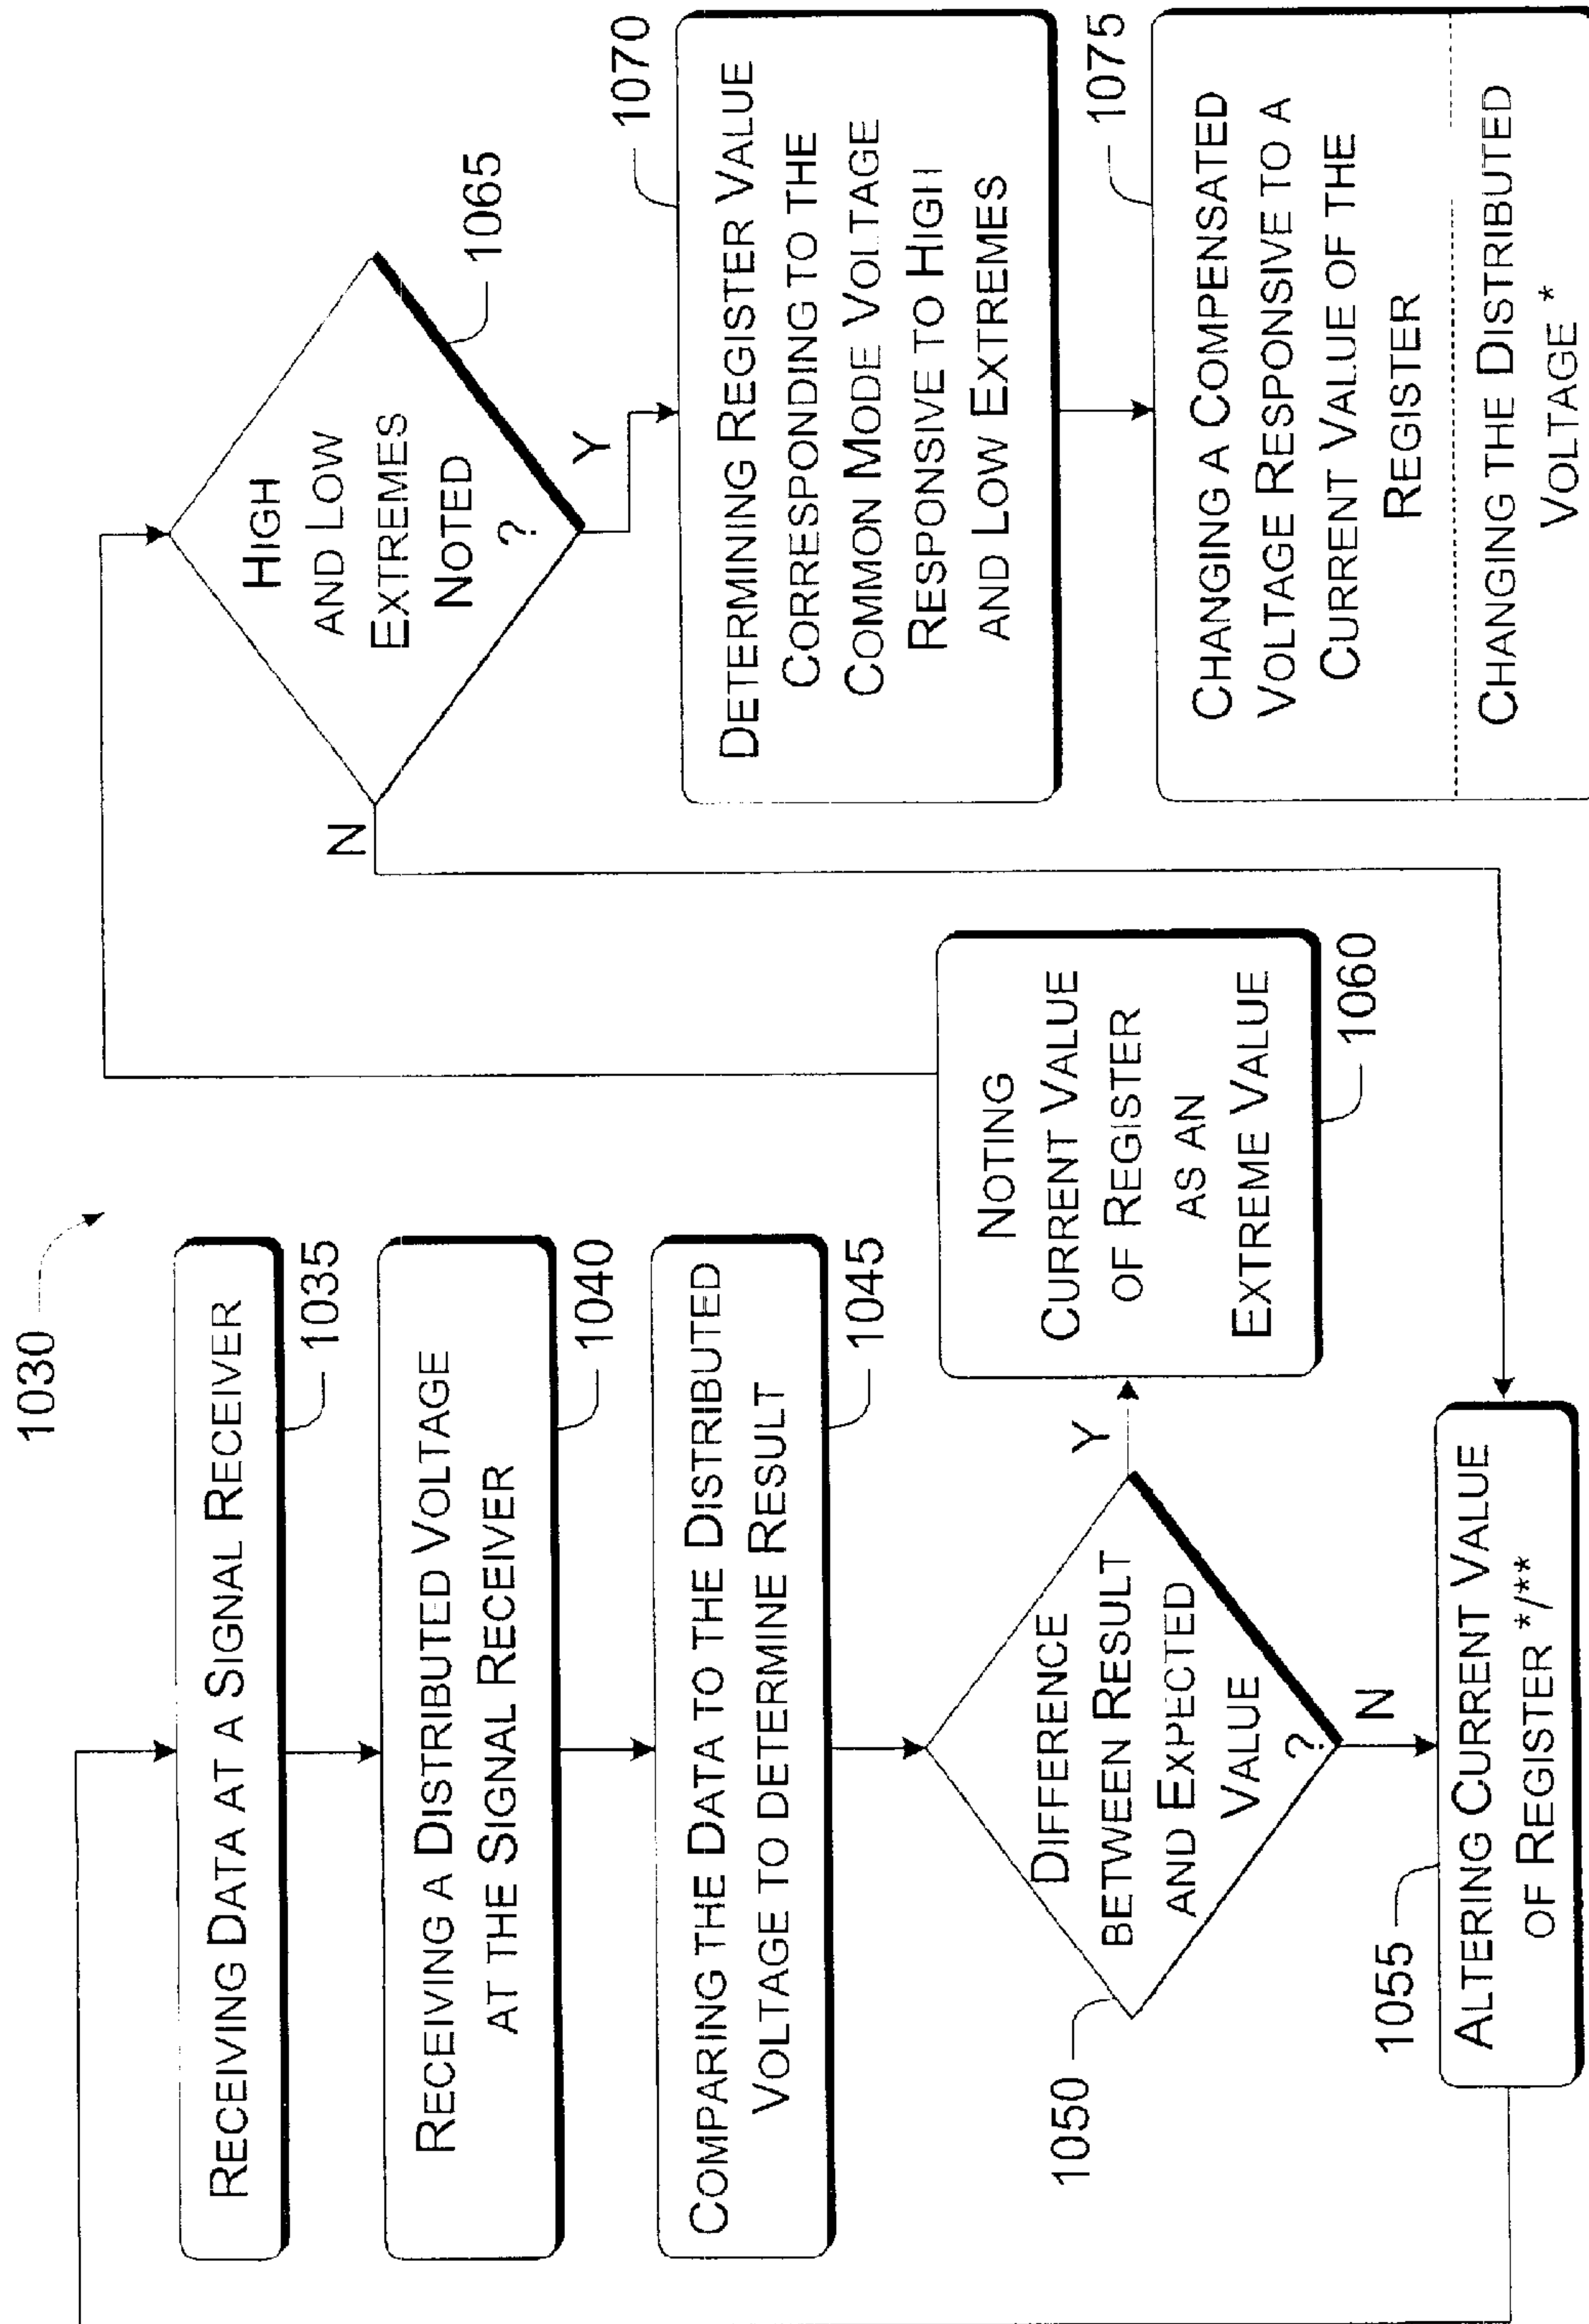 1030
RECEIVING DATA AT A SIGNAL RECEIVER
1035
RECEIVING A DISTRIBUTED VOLTAGE
AT THE SIGNAL RECEIVER
1040
COMPARING THE DATA TO THE DISTRIBUTED
VOLTAGE TO DETERMINE RESULT
1045
DIFFERENCE
BETWEEN RESULT
AND EXPECTED
VALUE
?
1050
Y
N
1055
ALTERING CURRENT VALUE
OF REGISTER */**
NOTING
CURRENT VALUE
OF REGISTER
AS AN
EXTREME VALUE
1060
HIGH
AND LOW
EXTREMES
NOTED
?
1065
N
Y
1070
DETERMINING REGISTER VALUE
CORRESPONDING TO THE
COMMON MODE VOLTAGE
RESPONSIVE TO HIGH
AND LOW EXTREMES
1075
CHANGING A COMPENSATED
VOLTAGE RESPONSIVE TO A
CURRENT VALUE OF THE
REGISTER
CHANGING THE DISTRIBUTED
VOLTAGE *